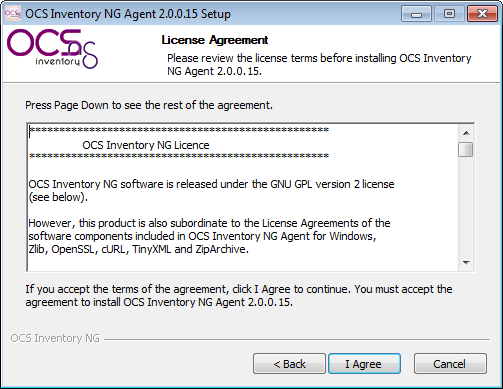 OCS Inventory NG Agent 2.0.0.15 Setup
OCSng
inventory
License Agreement
Please review the license terms before installing OCS Inventory
NG Agent 2.0.0.15.
Press Page Down to see the rest of the agreement.
**************************************************
OCS Inventory NG Licence
**************************************************
OCS Inventory NG software is released under the GNU GPL version 2 license
(see below).
However, this product is also subordinate to the License Agreements of the
software components included in OCS Inventory NG Agent for Windows,
Zlib, OpenSSL, cURL, TinyXML and ZipArchive.
If you accept the terms of the agreement, click I Agree to continue. You must accept the
agreement to install OCS Inventory NG Agent 2.0.0.15.
OCS Inventory NG
< Back
I Agree
Cancel